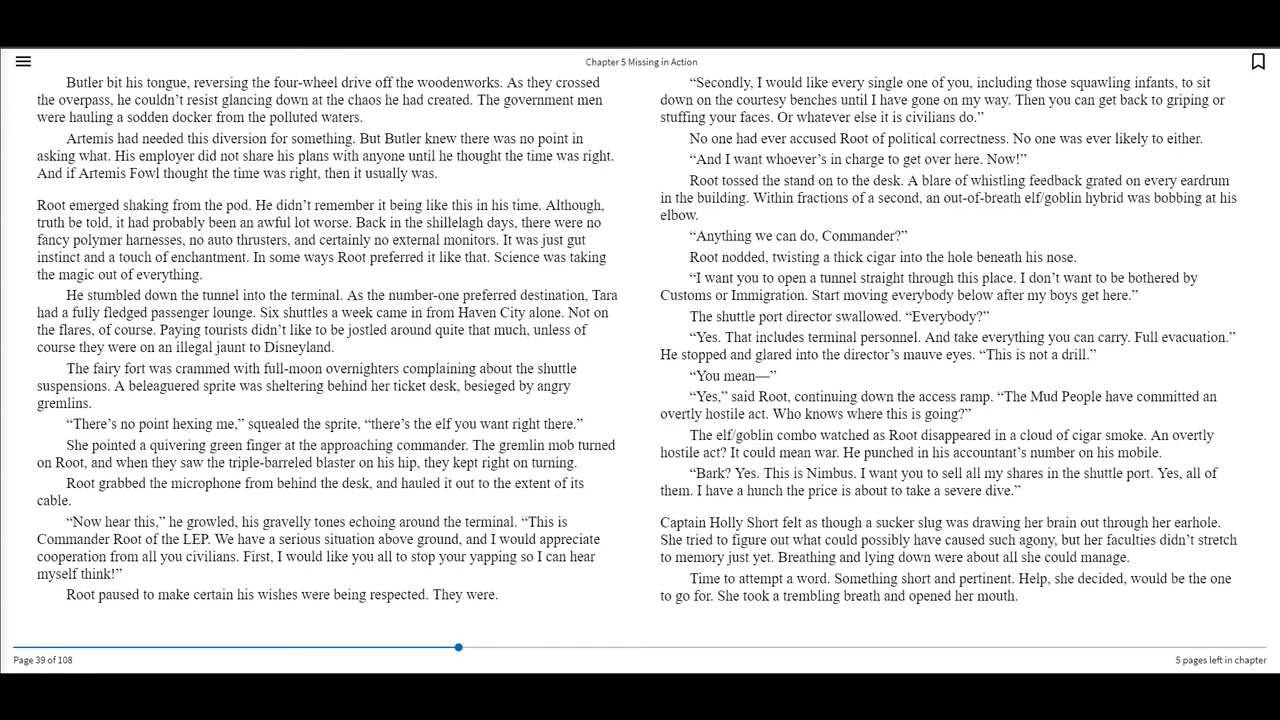 Chapter 5 Missing in Action
Butler bit his tongue, reversing the four-wheel drive off the woodenworks. As they crossed
the overpass, he couldn’t resist glancing down at the chaos he had created. The government men
were hauling a sodden docker from the polluted waters.
Artemis had needed this diversion for something. But Butler knew there was no point in
asking what. His employer did not share his plans with anyone until he thought the time was right.
And if Artemis Fowl thought the time was right, then it usually was.
Root emerged shaking from the pod. He didn’t remember it being like this in his time. Although,
truth be told, it had probably been an awful lot worse. Back in the shillelagh days, there were no
fancy polymer harnesses, no auto thrusters, and certainly no external monitors. It was just gut
instinct and a touch of enchantment. In some ways Root preferred it like that. Science was taking
the magic out of everything.
He stumbled down the tunnel into the terminal. As the number-one preferred destination, Tara
had a fully fledged passenger lounge. Six shuttles a week came in from Haven City alone. Not on
the flares, of course. Paying tourists didn’t like to be jostled around quite that much, unless of
course they were on an illegal jaunt to Disneyland.
The fairy fort was crammed with full-moon overnighters complaining about the shuttle
suspensions. A beleaguered sprite was sheltering behind her ticket desk, besieged by angry
gremlins.
“There’s no point hexing me,” squealed the sprite, “there’s the elf you want right there.”
She pointed a quivering green finger at the approaching commander. The gremlin mob turned
on Root, and when they saw the triple-barreled blaster on his hip, they kept right on turning.
Root grabbed the microphone from behind the desk, and hauled it out to the extent of its
cable.
“Now hear this,” he growled, his gravelly tones echoing around the terminal. “This is
Commander Root of the LEP. We have a serious situation above ground, and I would appreciate
cooperation from all you civilians. First, I would like you all to stop your yapping so I can hear
myself think!”
Root paused to make certain his wishes were being respected. They were.
“Secondly, I would like every single one of you, including those squawling infants, to sit
down on the courtesy benches until I have gone on my way. Then you can get back to griping or
stuffing your faces. Or whatever else it is civilians do.”
No one had ever accused Root of political correctness. No one was ever likely to either.
“And I want whoever’s in charge to get over here. Now!”
Root tossed the stand on to the desk. A blare of whistling feedback grated on every eardrum
in the building. Within fractions of a second, an out-of-breath elf/goblin hybrid was bobbing at his
elbow.
“Anything we can do, Commander?”
Root nodded, twisting a thick cigar into the hole beneath his nose.
“I want you to open a tunnel straight through this place. I don’t want to be bothered by
Customs or Immigration. Start moving everybody below after my boys get here.”
The shuttle port director swallowed. “Everybody?”
“Yes. That includes terminal personnel. And take everything you can carry. Full evacuation.”
He stopped and glared into the director’s mauve eyes. “This is not a drill.”
“You mean—”
“Yes,” said Root, continuing down the access ramp. “The Mud People have committed an
overtly hostile act. Who knows where this is going?”
The elf/goblin combo watched as Root disappeared in a cloud of cigar smoke. An overtly
hostile act? It could mean war. He punched in his accountant’s number on his mobile.
“Bark? Yes. This is Nimbus. I want you to sell all my shares in the shuttle port. Yes, all of
them. I have a hunch the price is about to take a severe dive.”
Captain Holly Short felt as though a sucker slug was drawing her brain out through her earhole.
She tried to figure out what could possibly have caused such agony, but her faculties didn’t stretch
to memory just yet. Breathing and lying down were about all she could manage.
Time to attempt a word. Something short and pertinent. Help, she decided, would be the one
to go for. She took a trembling breath and opened her mouth.
Page 39 of 108
5 pages left in chapter